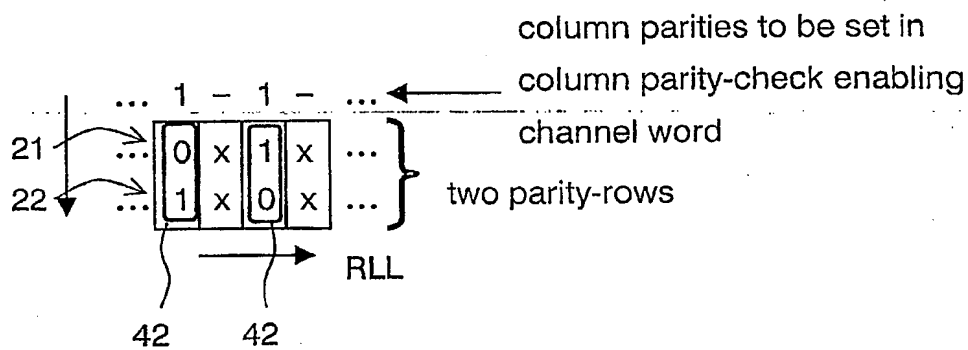 column parities to be set in
... 1 – 1 – ... column parity-check enabling
channel word
21 ... 0 x 1 x ...
22 ... 1 x 0 x ... two parity-rows
RLL
42 42